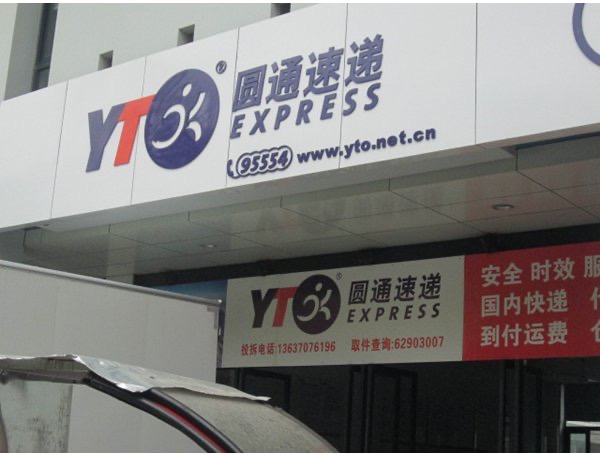 YTO ® 圆通速递
EXPRESS
95554 www.yto.net.cn
YTO ® 圆通速递
EXPRESS
投拆电话:13637076196 取件查询:62903007
安全 时效 服
国内快递
到付运费